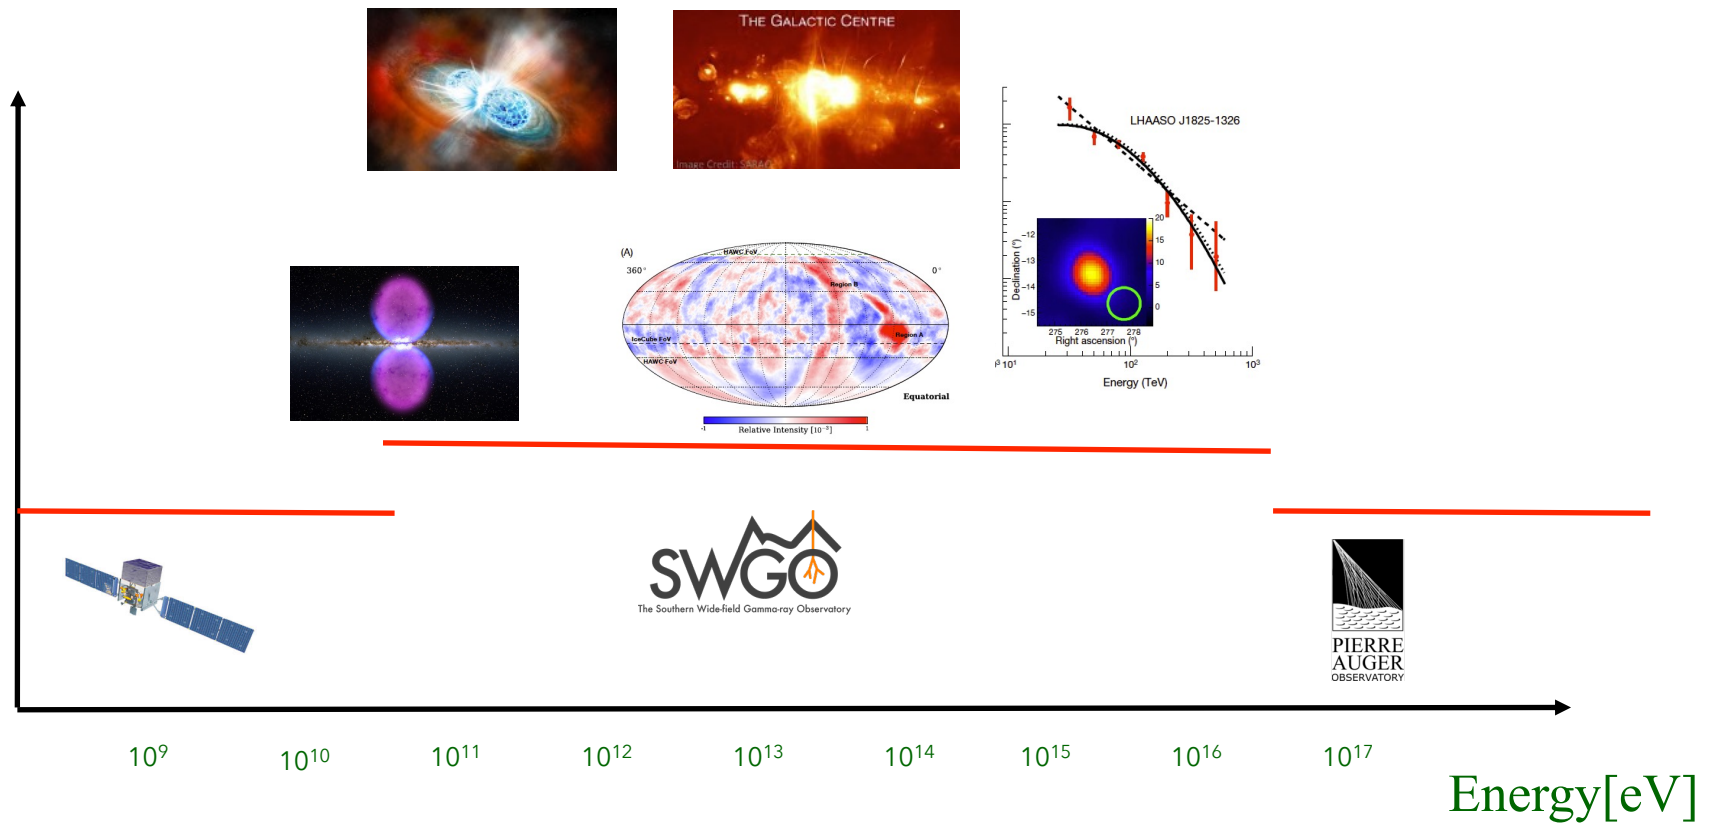 THE GALACTIC CENTRE
Image Credit: SARAO
LHAASO J1825-1326
20
15
10
5
0
−12
−13
−14
−15
Declination (°)
275 276 277 278
Right ascension (°)
10¹ 10² 10³
Energy (TeV)
(A)
HAWC FoV
360°
0°
Region B
Region A
IceCube FoV
HAWC FoV
Equatorial
-1 1
Relative Intensity [10⁻³]
SWGO
The Southern Wide-field Gamma-ray Observatory
PIERRE
AUGER
OBSERVATORY
10⁹ 10¹⁰ 10¹¹ 10¹² 10¹³ 10¹⁴ 10¹⁵ 10¹⁶ 10¹⁷
Energy[eV]